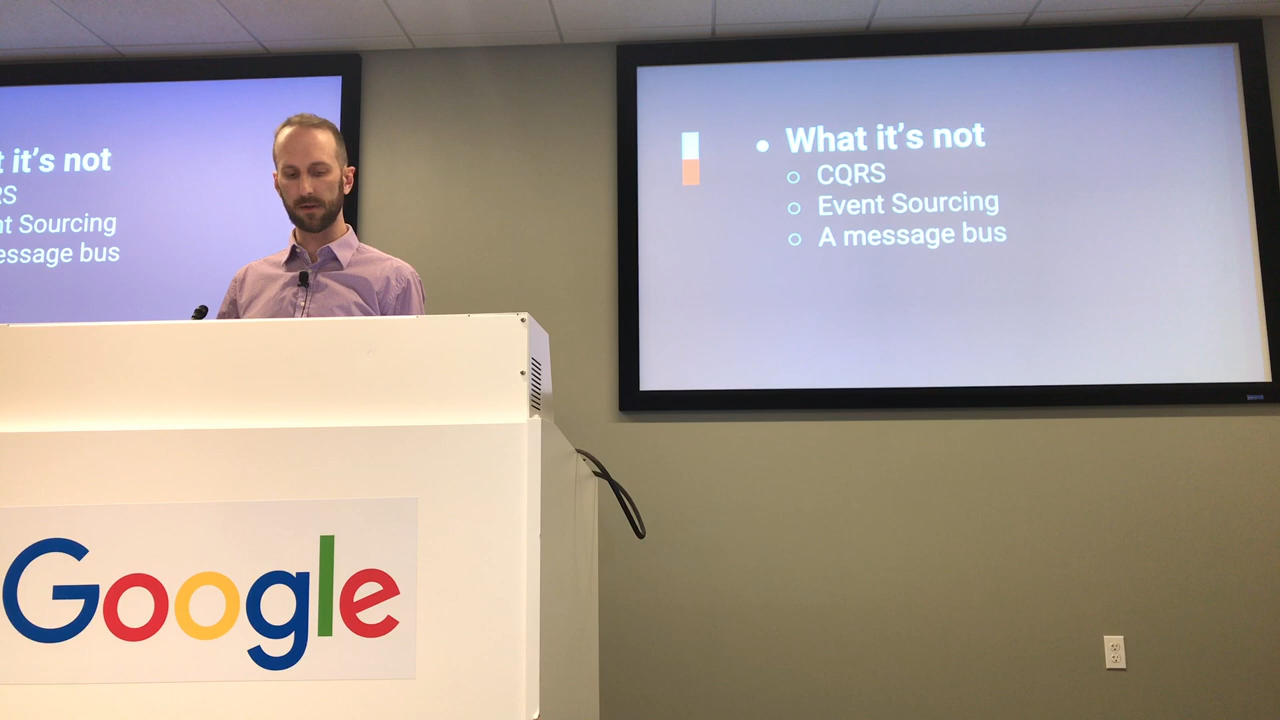 t it's not
RS
nt Sourcing
essage bus
What it's not
CQRS
Event Sourcing
A message bus
Google